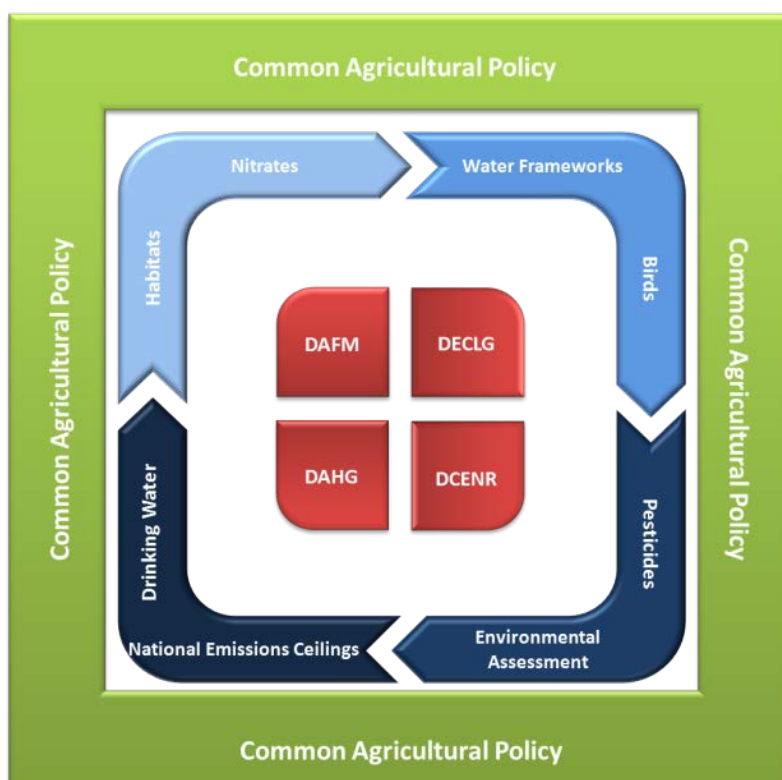 Common Agricultural Policy
Nitrates
Water Frameworks
Habitats
Birds
Common Agricultural Policy
Common Agricultural Policy
DAFM
DECLG
DAHG
DCENR
Drinking Water
Pesticides
National Emissions Ceilings
Environmental
Assessment
Common Agricultural Policy